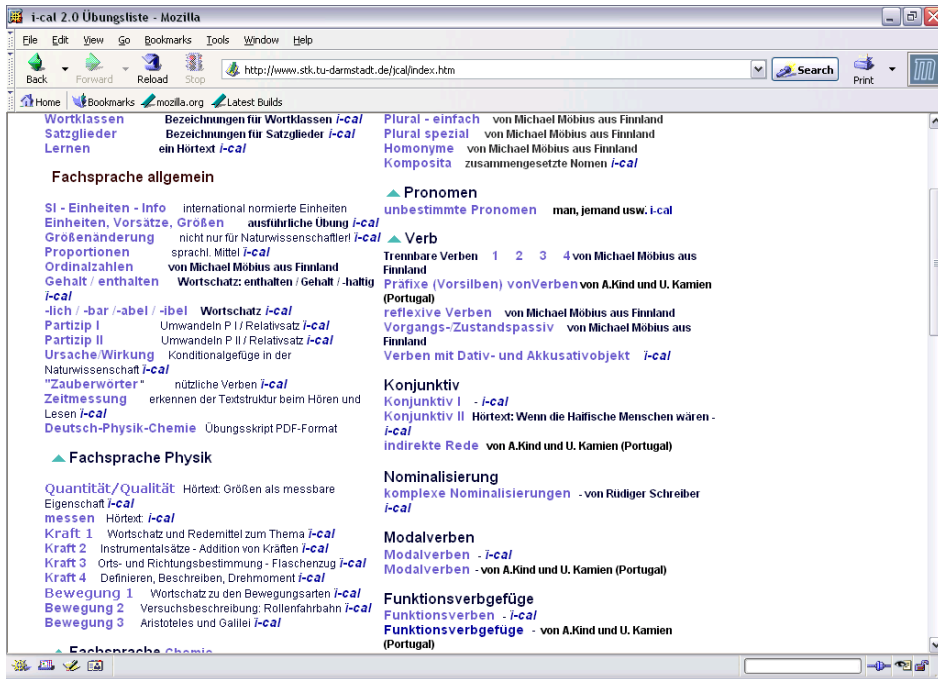 i-cal 2.0 Übungsliste - Mozilla
File Edit View Go Bookmarks Tools Window Help
Back Forward Reload Stop http://www.stk.tu-darmstadt.de/jcal/index.htm Search Print
Home Bookmarks mozilla.org Latest Builds
Wortklassen Bezeichnungen für Wortklassen i-cal
Satzglieder Bezeichnungen für Satzglieder i-cal
Lernen ein Hörtext i-cal
Fachsprache allgemein
SI - Einheiten - Info international normierte Einheiten
Einheiten, Vorsätze, Größen ausführliche Übung i-cal
Größenänderung nicht nur für Naturwissenschaftler! i-cal
Proportionen sprachl. Mittel i-cal
Ordinalzahlen von Michael Möbius aus Finnland
Gehalt / enthalten Wortschatz: enthalten / Gehalt / -haltig
i-cal
-lich / -bar /-abel / -ibel Wortschatz i-cal
Partizip I Umwandeln P I / Relativsatz i-cal
Partizip II Umwandeln P II / Relativsatz i-cal
Ursache/Wirkung Konditionalgefüge in der
Naturwissenschaft i-cal
"Zauberwörter" nützliche Verben i-cal
Zeitmessung erkennen der Textstruktur beim Hören und
Lesen i-cal
Deutsch-Physik-Chemie Übungsskript PDF-Format
Fachsprache Physik
Quantität/Qualität Hörtext: Größen als messbare
Eigenschaft i-cal
messen Hörtext: i-cal
Kraft 1 Wortschatz und Redemittel zum Thema i-cal
Kraft 2 Instrumentalsätze - Addition von Kräften i-cal
Kraft 3 Orts- und Richtungsbestimmung - Flaschenzug i-cal
Kraft 4 Definieren, Beschreiben, Drehmoment i-cal
Bewegung 1 Wortschatz zu den Bewegungsarten i-cal
Bewegung 2 Versuchsbeschreibung: Rollenfahrbahn i-cal
Bewegung 3 Aristoteles und Galilei i-cal
Fachsprache Chemie
Plural - einfach von Michael Möbius aus Finnland
Plural spezial von Michael Möbius aus Finnland
Homonyme von Michael Möbius aus Finnland
Komposita zusammengesetzte Nomen i-cal
Pronomen
unbestimmte Pronomen man, jemand usw. i-cal
Verb
Trennbare Verben 1 2 3 4 von Michael Möbius aus
Finnland
Präfixe (Vorsilben) vonVerben von A.Kind und U. Kamien
(Portugal)
reflexive Verben von Michael Möbius aus Finnland
Vorgangs-/Zustandspassiv von Michael Möbius aus
Finnland
Verben mit Dativ- und Akkusativobjekt i-cal
Konjunktiv
Konjunktiv I - i-cal
Konjunktiv II Hörtext: Wenn die Haifische Menschen wären -
i-cal
indirekte Rede von A.Kind und U. Kamien (Portugal)
Nominalisierung
komplexe Nominalisierungen - von Rüdiger Schreiber
i-cal
Modalverben
Modalverben - i-cal
Modalverben - von A.Kind und U. Kamien (Portugal)
Funktionsverbgefüge
Funktionsverben - i-cal
Funktionsverbgefüge - von A.Kind und U. Kamien
(Portugal)